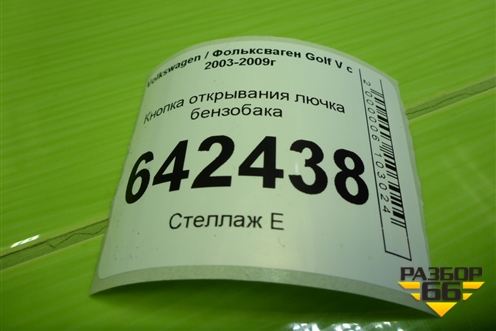 Volkswagen / Фольксваген Golf V с
2003-2009г
Кнопка открывания лючка
бензобака
642438
Стеллаж Е
2000006103024
РАЗБОР
66